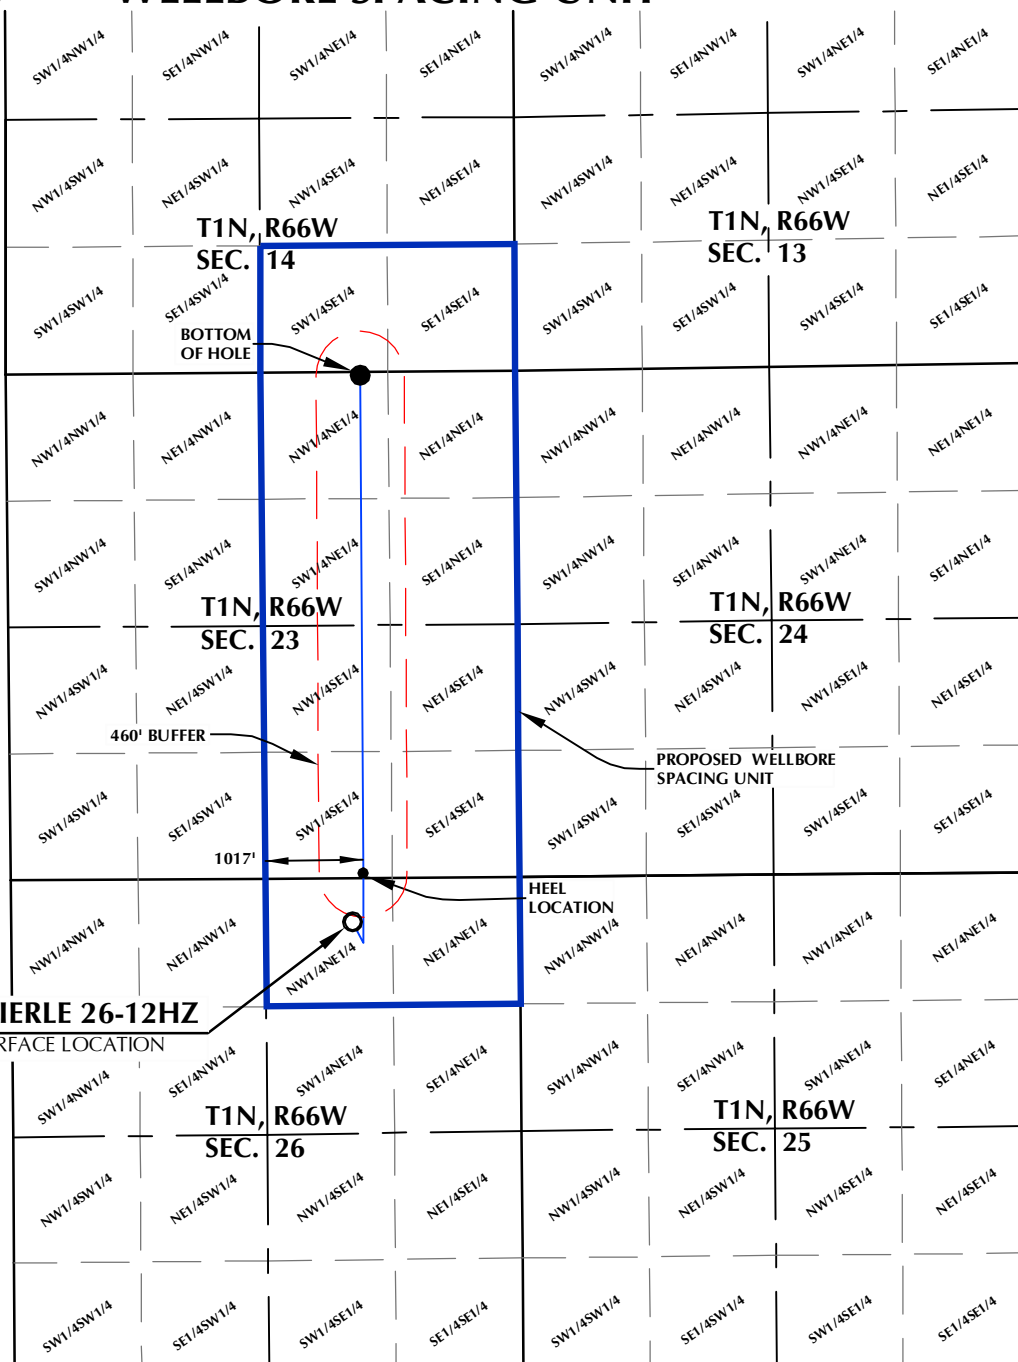 WELLBORE SPACING UNIT
SW1/4NW1/4 SE1/4NW1/4 SW1/4NE1/4 SE1/4NE1/4 SW1/4NW1/4 SE1/4NW1/4 SW1/4NE1/4 SE1/4NE1/4
NW1/4SW1/4 NE1/4SW1/4 NW1/4SE1/4 NE1/4SE1/4 NW1/4SW1/4 NE1/4SW1/4 NW1/4SE1/4 NE1/4SE1/4
T1N, R66W
SEC. 14
T1N, R66W
SEC. 13
SW1/4SW1/4 SE1/4SW1/4 SW1/4SE1/4 SE1/4SE1/4 SW1/4SW1/4 SE1/4SW1/4 SW1/4SE1/4 SE1/4SE1/4
BOTTOM
OF HOLE
NW1/4NW1/4 NE1/4NW1/4 NW1/4NE1/4 NE1/4NE1/4 NW1/4NW1/4 NE1/4NW1/4 NW1/4NE1/4 NE1/4NE1/4
SW1/4NW1/4 SE1/4NW1/4 SW1/4NE1/4 SE1/4NE1/4 SW1/4NW1/4 SE1/4NW1/4 SW1/4NE1/4 SE1/4NE1/4
T1N, R66W
SEC. 23
T1N, R66W
SEC. 24
NW1/4SW1/4 NE1/4SW1/4 NW1/4SE1/4 NE1/4SE1/4 NW1/4SW1/4 NE1/4SW1/4 NW1/4SE1/4 NE1/4SE1/4
460' BUFFER
PROPOSED WELLBORE
SPACING UNIT
SW1/4SW1/4 SE1/4SW1/4 SW1/4SE1/4 SE1/4SE1/4 SW1/4SW1/4 SE1/4SW1/4 SW1/4SE1/4 SE1/4SE1/4
1017'
HEEL
LOCATION
NW1/4NW1/4 NE1/4NW1/4 NW1/4NE1/4 NE1/4NE1/4 NW1/4NW1/4 NE1/4NW1/4 NW1/4NE1/4 NE1/4NE1/4
IERLE 26-12HZ
RFACE LOCATION
SW1/4NW1/4 SE1/4NW1/4 SW1/4NE1/4 SE1/4NE1/4 SW1/4NW1/4 SE1/4NW1/4 SW1/4NE1/4 SE1/4NE1/4
T1N, R66W
SEC. 26
T1N, R66W
SEC. 25
NW1/4SW1/4 NE1/4SW1/4 NW1/4SE1/4 NE1/4SE1/4 NW1/4SW1/4 NE1/4SW1/4 NW1/4SE1/4 NE1/4SE1/4
SW1/4SW1/4 SE1/4SW1/4 SW1/4SE1/4 SE1/4SE1/4 SW1/4SW1/4 SE1/4SW1/4 SW1/4SE1/4 SE1/4SE1/4